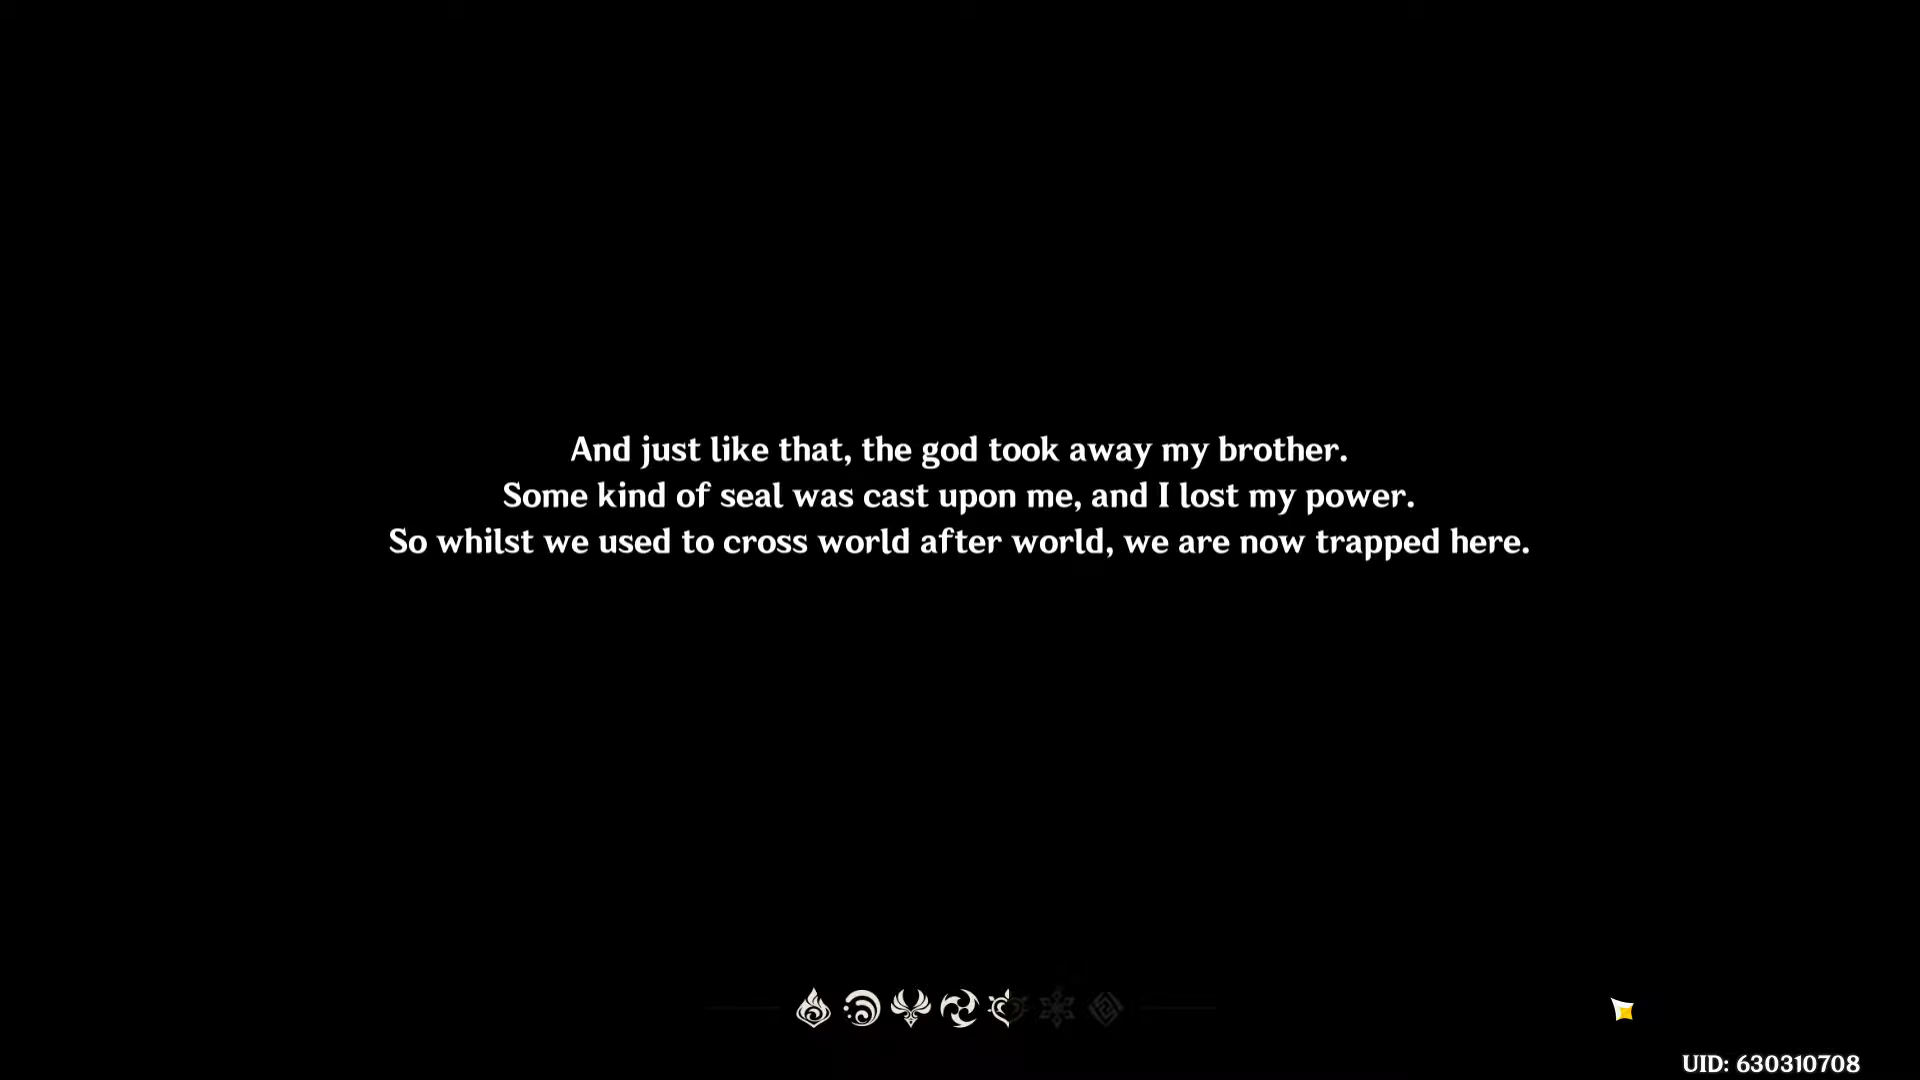 And just like that, the god took away my brother.
Some kind of seal was cast upon me, and I lost my power.
So whilst we used to cross world after world, we are now trapped here.
UID: 630310708